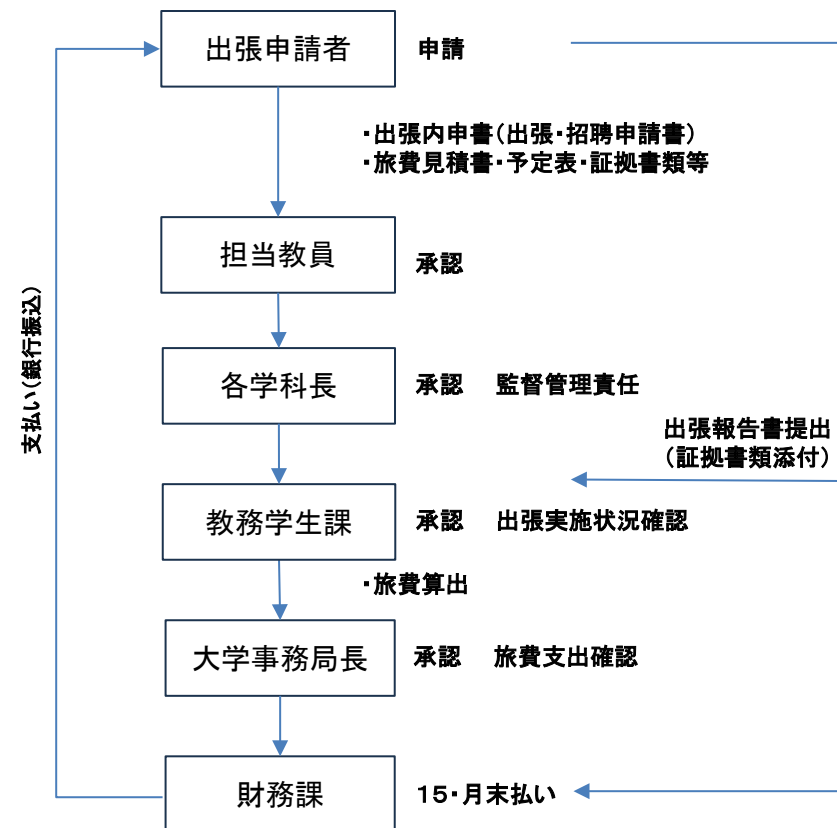 出張申請者 申請
・出張内申書(出張・招聘申請書)
・旅費見積書・予定表・証拠書類等
担当教員 承認
支払い(銀行振込)
各学科長 承認 監督管理責任
出張報告書提出
(証拠書類添付)
教務学生課 承認 出張実施状況確認
・旅費算出
大学事務局長 承認 旅費支出確認
財務課 15・月末払い